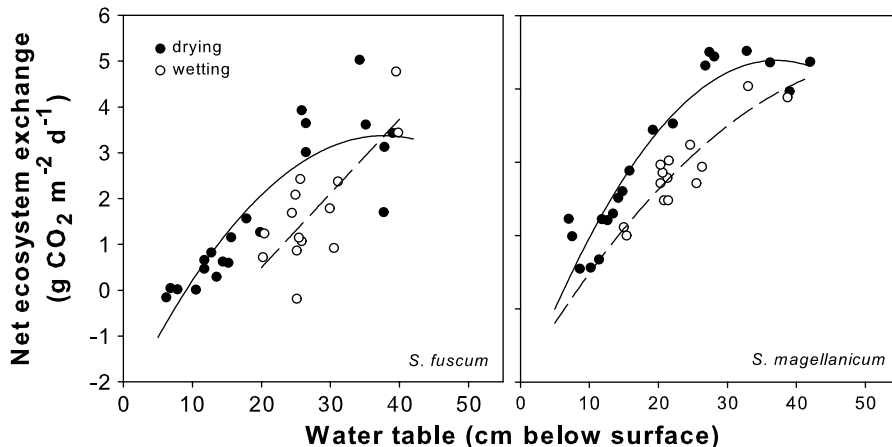 6
5
4
3
2
1
0
-1
-2
drying
wetting
Net ecosystem exchange
(g CO2 m-2 d-1)
S. fuscum
S. magellanicum
0 10 20 30 40 50
0 10 20 30 40 50
Water table (cm below surface)